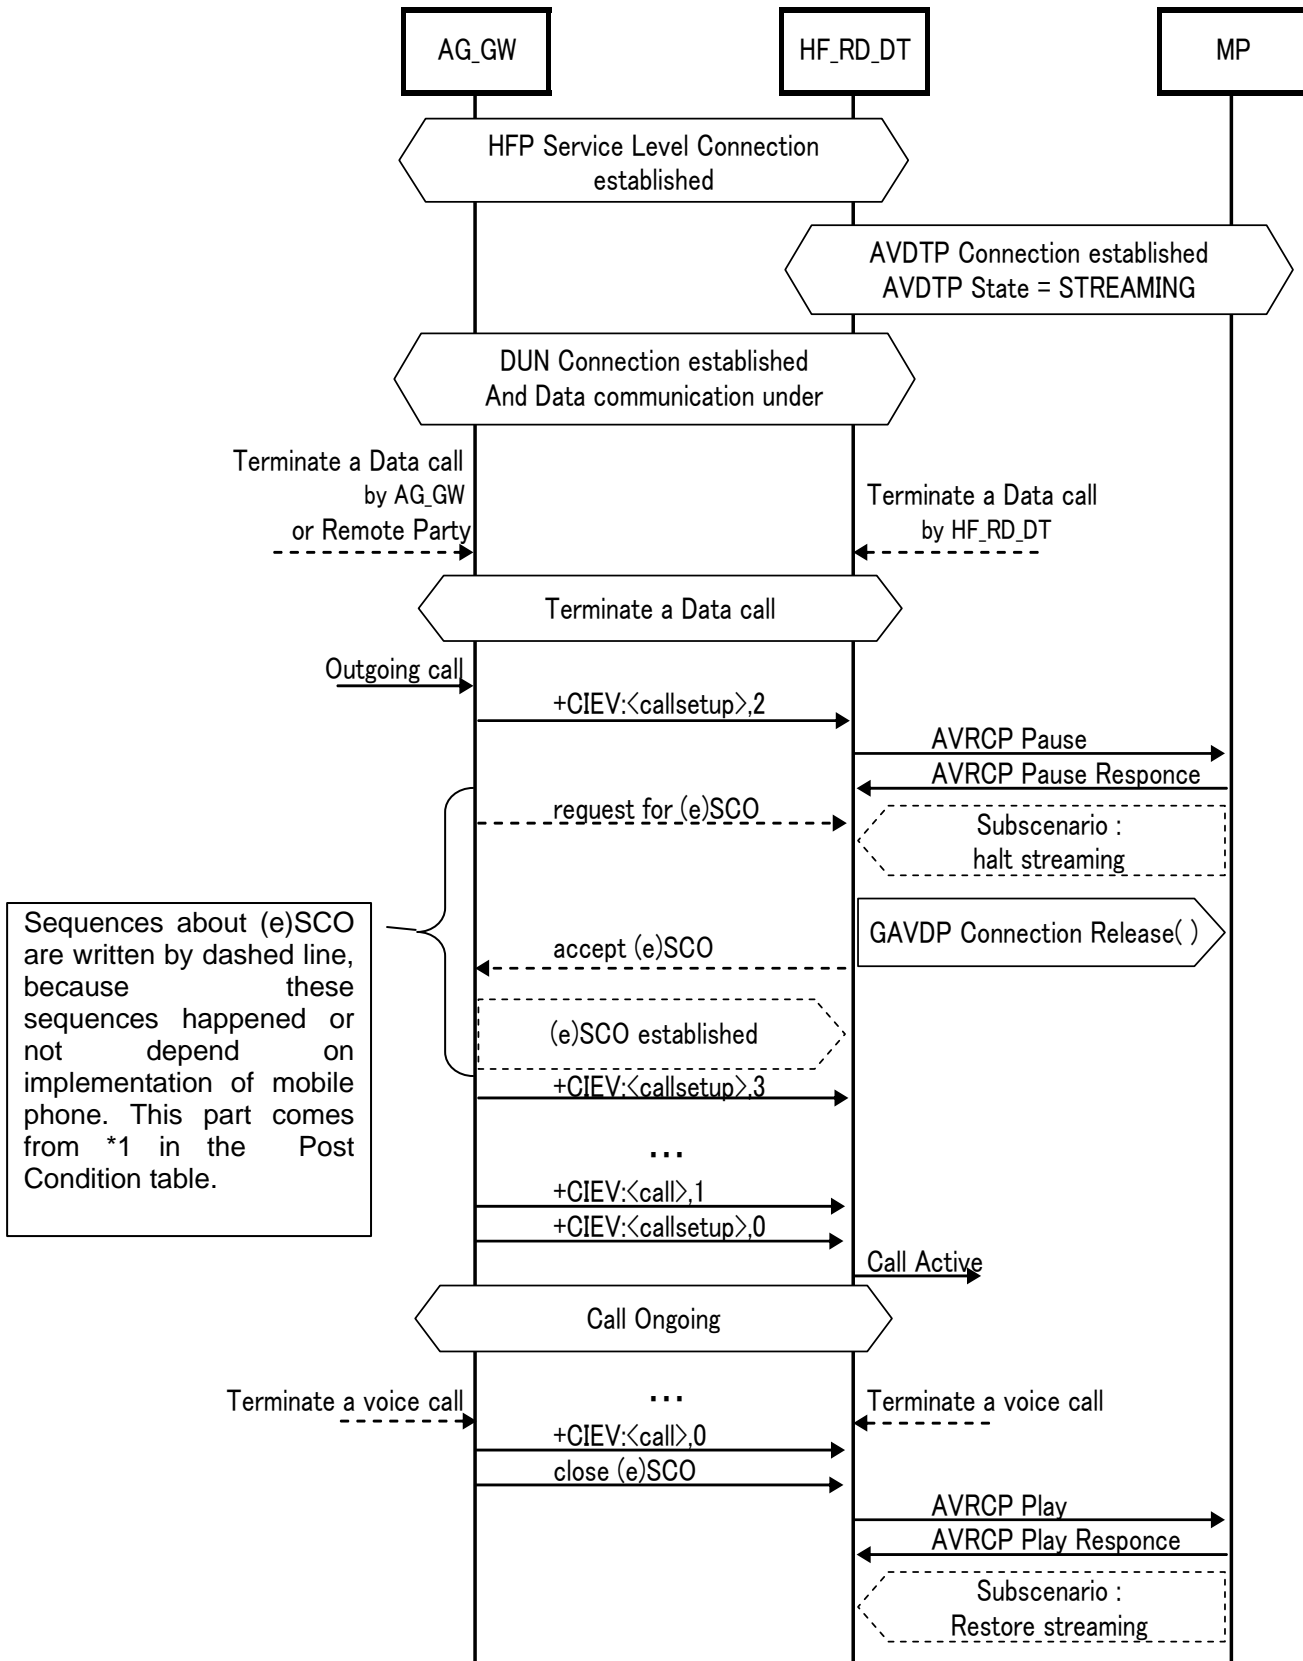 AG_GW
HF_RD_DT
MP
HFP Service Level Connection
established
AVDTP Connection established
AVDTP State = STREAMING
DUN Connection established
And Data communication under
Terminate a Data call
by AG_GW
or Remote Party
Terminate a Data call
by HF_RD_DT
Terminate a Data call
Outgoing call
+CIEV:<callsetup>,2
AVRCP Pause
AVRCP Pause Responce
request for (e)SCO
Subscenario :
halt streaming
Sequences about (e)SCO
are written by dashed line,
because these
sequences happened or
not depend on
implementation of mobile
phone. This part comes
from *1 in the Post
Condition table.
GAVDP Connection Release( )
accept (e)SCO
(e)SCO established
+CIEV:<callsetup>,3
...
+CIEV:<call>,1
+CIEV:<callsetup>,0
Call Active
Call Ongoing
...
Terminate a voice call
Terminate a voice call
+CIEV:<call>,0
close (e)SCO
AVRCP Play
AVRCP Play Responce
Subscenario :
Restore streaming